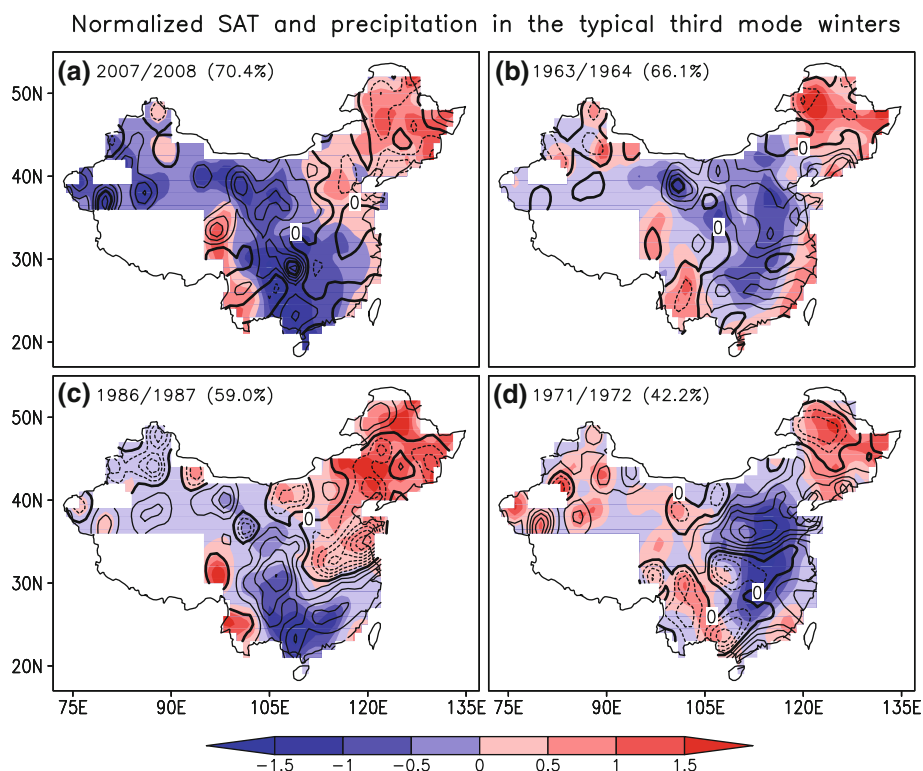 Normalized SAT and precipitation in the typical third mode winters
(a) 2007/2008 (70.4%)
(b) 1963/1964 (66.1%)
50N
40N
30N
20N
0
0
0
0
(c) 1986/1987 (59.0%)
(d) 1971/1972 (42.2%)
50N
40N
30N
20N
0
0
0
0
75E 90E 105E 120E 135E 75E 90E 105E 120E 135E
−1.5 −1 −0.5 0 0.5 1 1.5